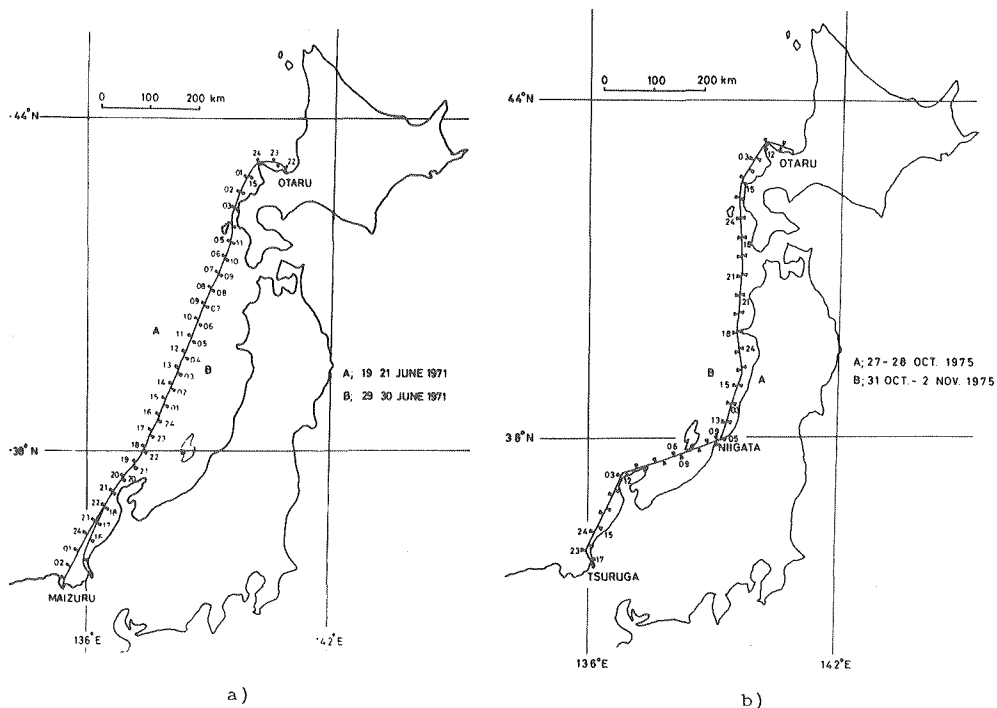 0 100 200 km
44°N
24 23 22
OTARU
01 15
02
03
05 11
06 10
07 09
08 08
09 07
10 06
11 05
A
12 04
13 03
B
14 02
15 01
16 24
17 23
18 22
38°N
19 21
20 20
21
22 18
23 17
24 16
01
02
MAIZURU
136°E
142°E
A; 19 21 JUNE 1971
B; 29 30 JUNE 1971
a)
0 100 200 km
44°N
03 12
OTARU
15
24
18
21
21
18
24
B A
15
03
13
38°N
09 05
NIIGATA
06
09
03
12
24 15
23
17
TSURUGA
136°E
142°E
A; 27-28 OCT. 1975
B; 31 OCT.- 2 NOV. 1975
b)